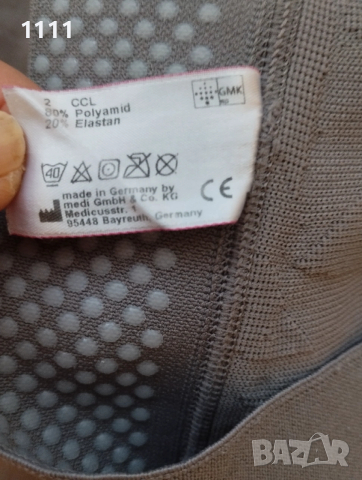 1111
2 CCL
80% Polyamid
20% Elastan
GMK
40
made in Germany by
medi GmbH & Co. KG
Medicusstr. 1
95448 Bayreuth, Germany
CE
BAZAR